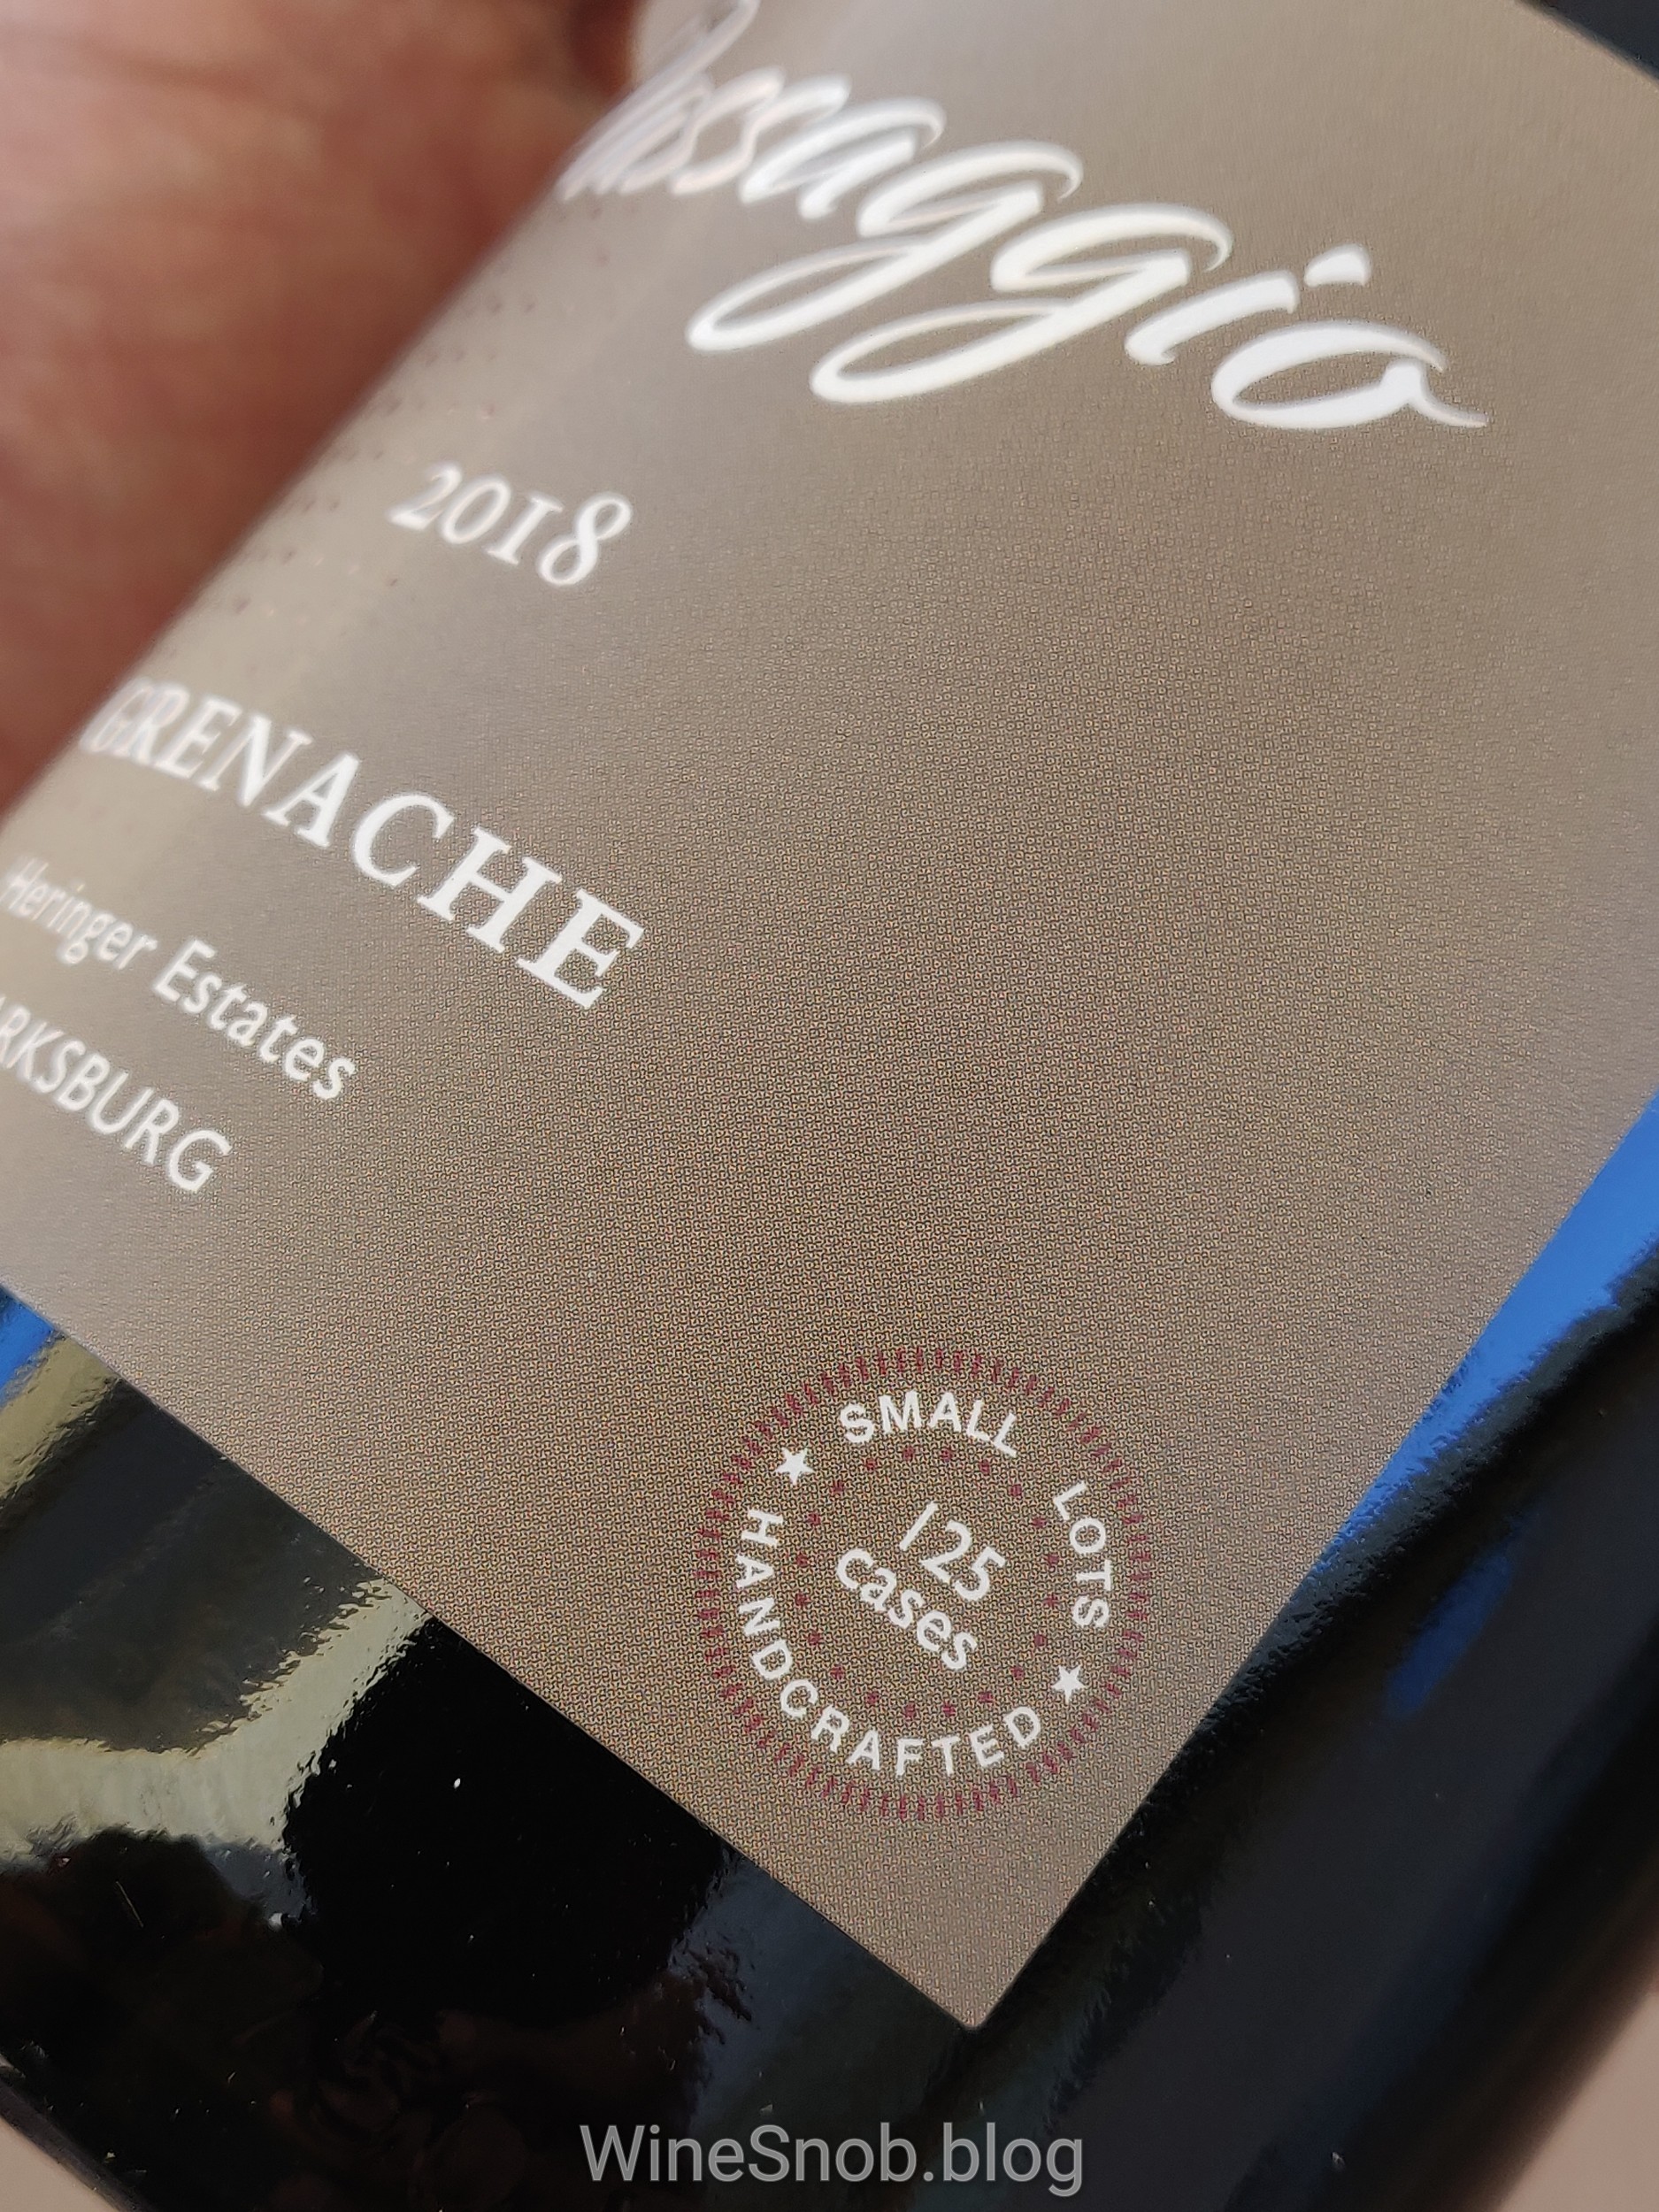 2018
GRENACHE
Heringer Estates
ARKSBURG
SMALL LOTS
125
cases
★ HANDCRAFTED ★
WineSnob.blog